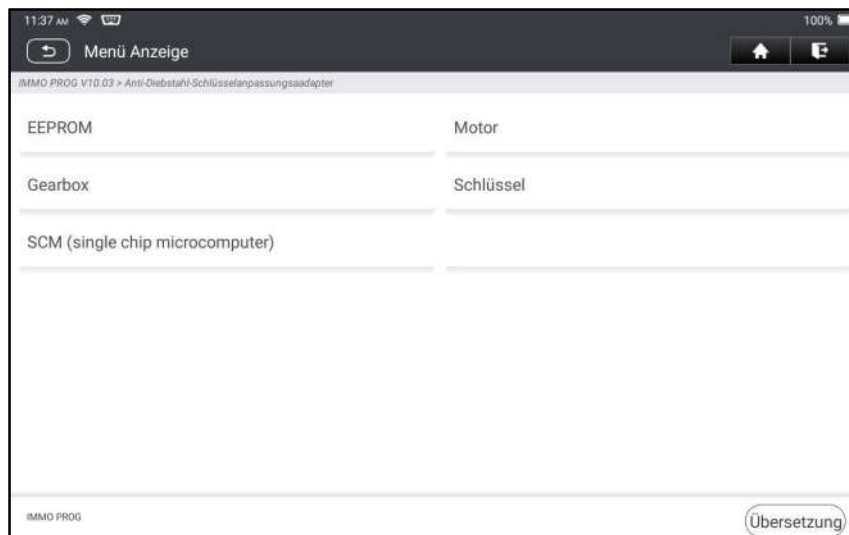 11:37 AM
100%
Menü Anzeige
IMMO PROG V10.03 > Anti-Diebstahl-Schlüsselanpassungsaadapter
EEPROM
Motor
Gearbox
Schlüssel
SCM (single chip microcomputer)
IMMO PROG
Übersetzung